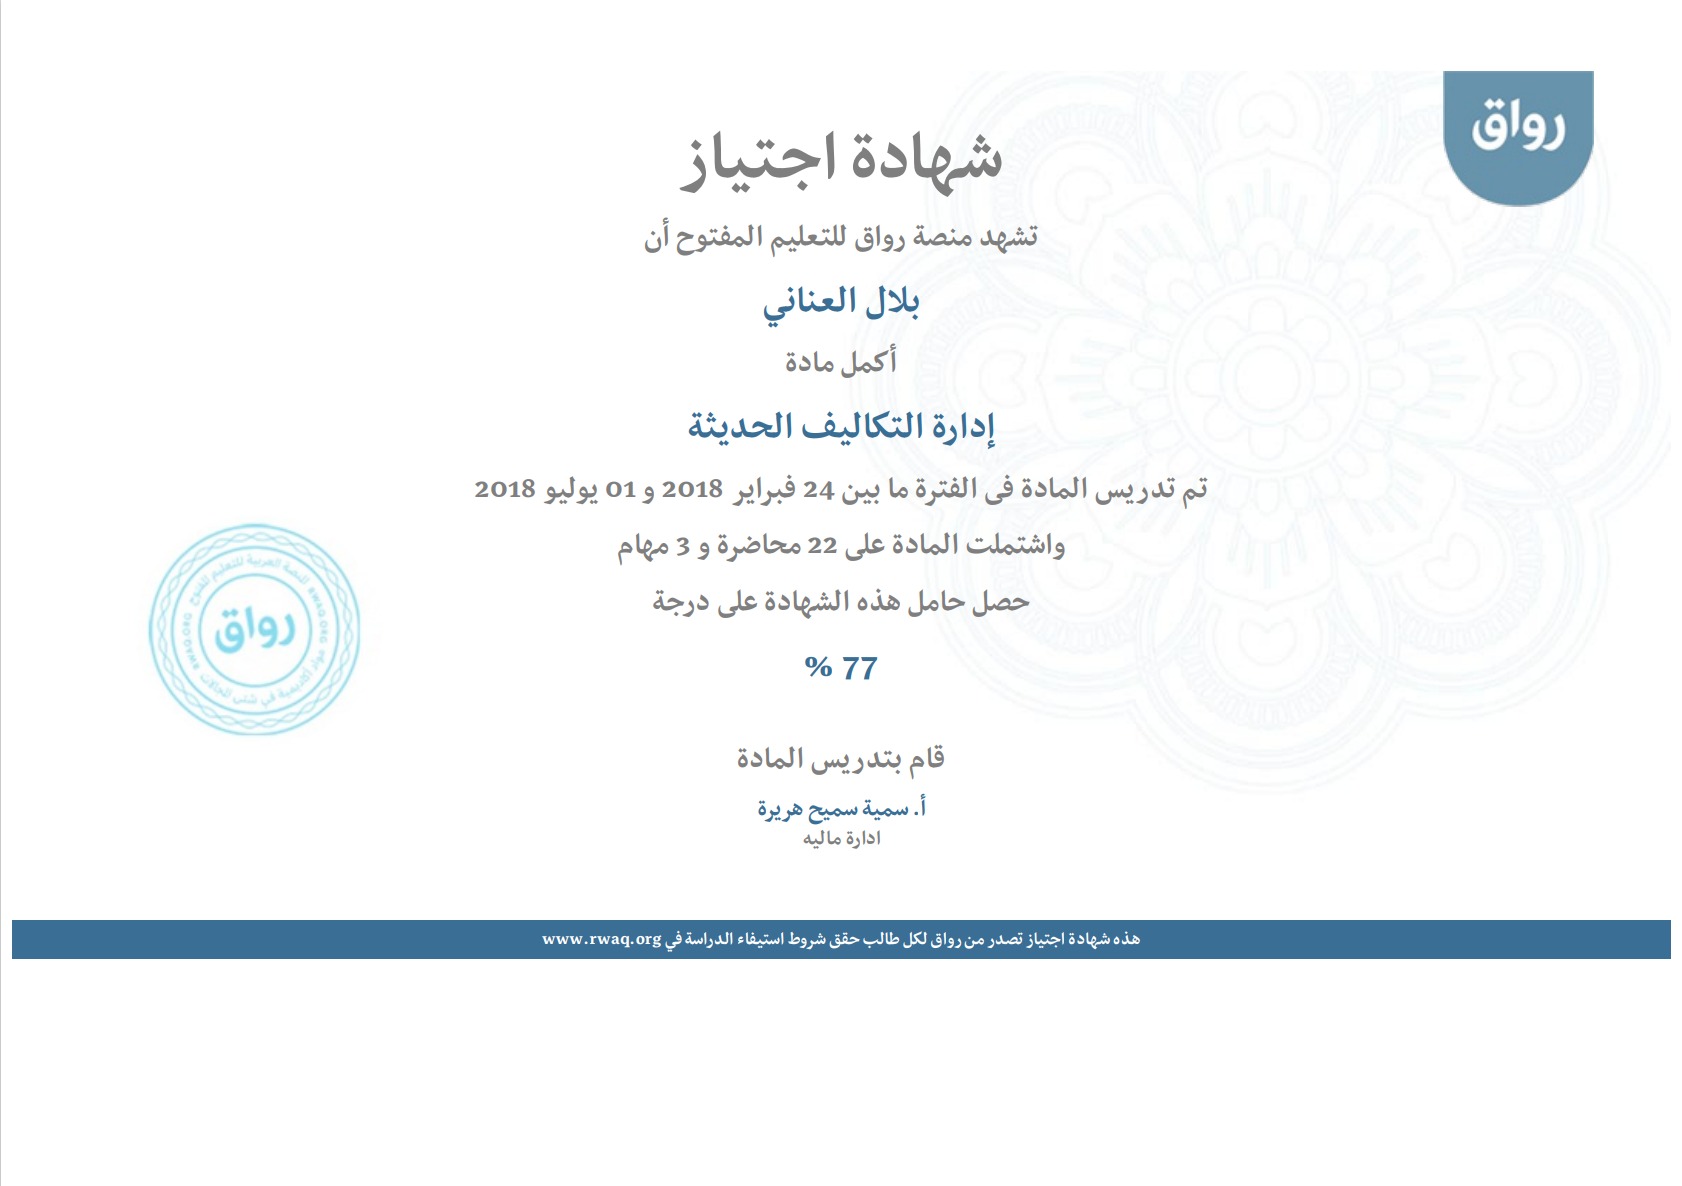 رواق
شهادة اجتياز
تشهد منصة رواق للتعليم المفتوح أن
بلال العناني
أكمل مادة
إدارة التكاليف الحديثة
تم تدريس المادة فى الفترة ما بين 24 فبراير 2018 و 01 يوليو 2018
واشتملت المادة على 22 محاضرة و 3 مهام
حصل حامل هذه الشهادة على درجة
77 %
رواق
المنصة العربية للتعليم المفتوح
RWAQ.ORG
مواد أكاديمية في شتى المجالات
RWAQ.ORG
قام بتدريس المادة
أ. سمية سميح هريرة
ادارة ماليه
هذه شهادة اجتياز تصدر من رواق لكل طالب حقق شروط استيفاء الدراسة في www.rwaq.org